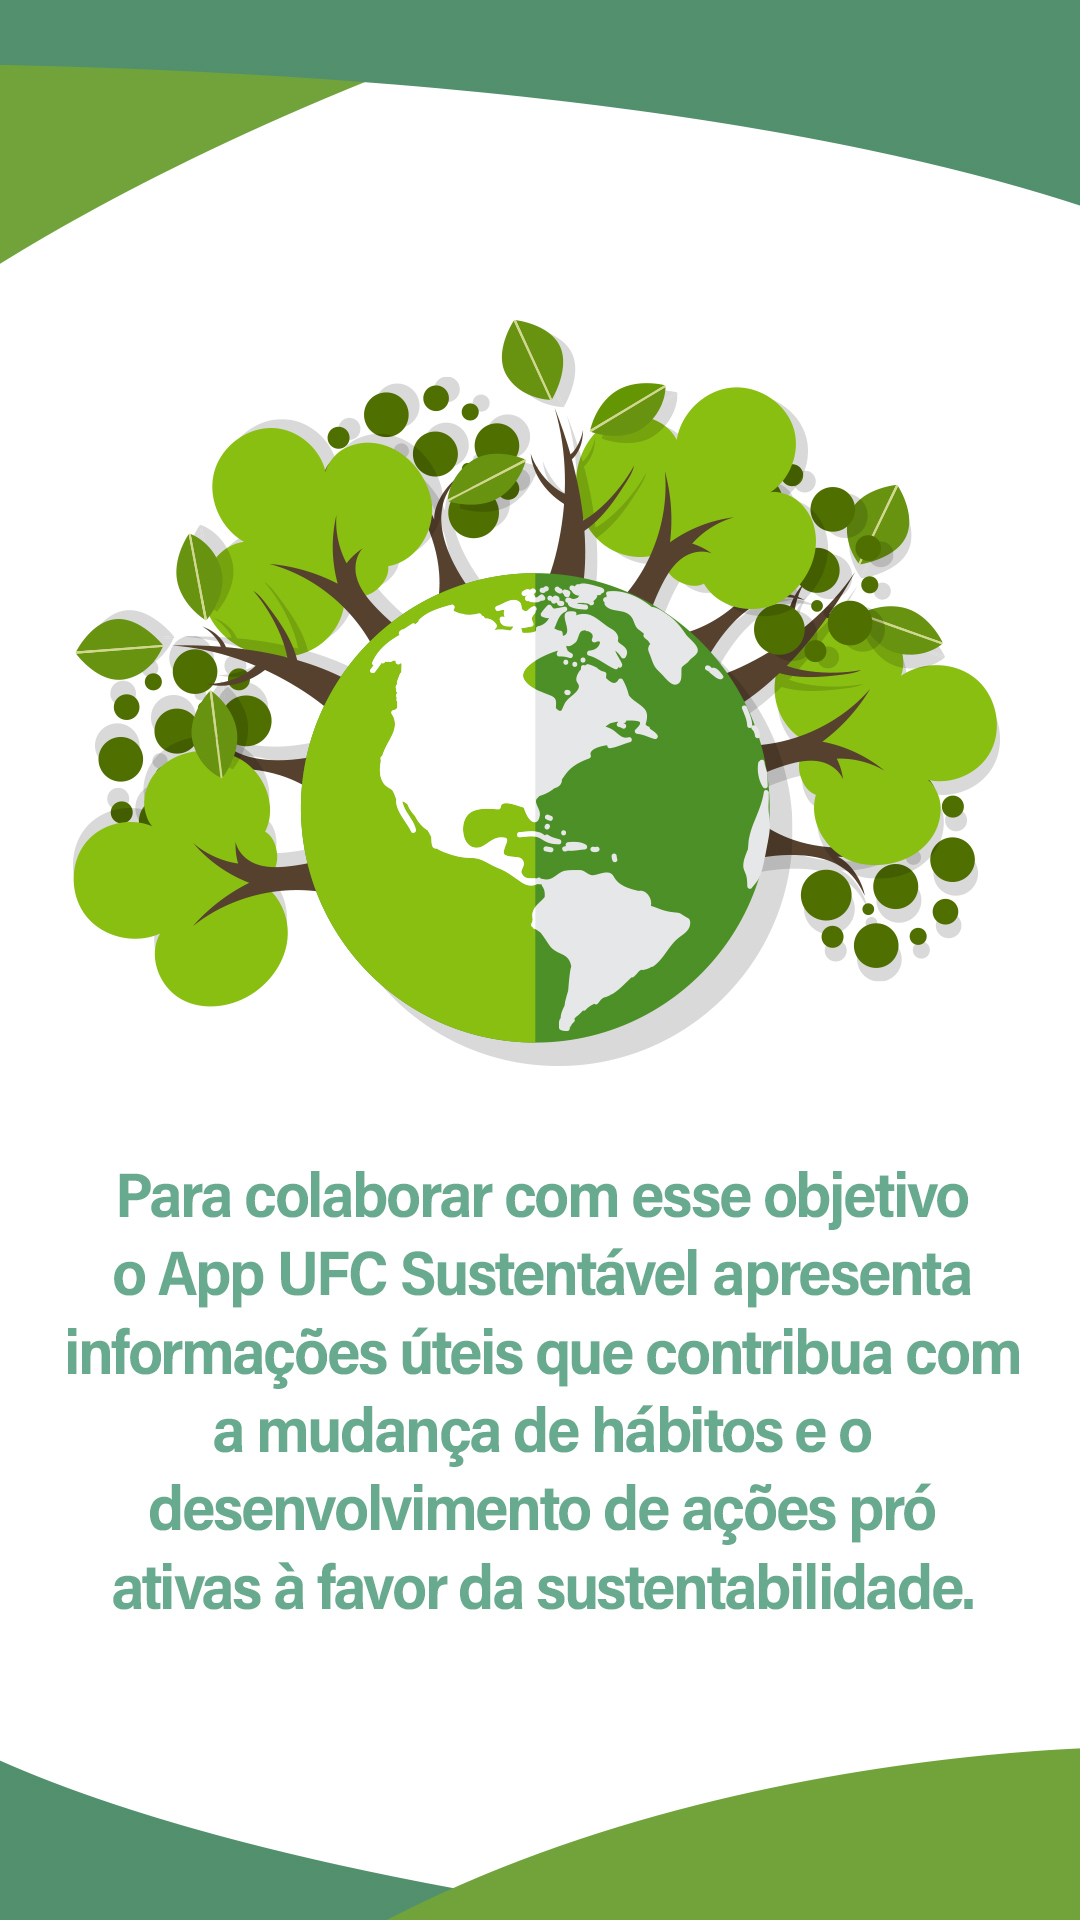 Para colaborar com esse objetivo
o App UFC Sustentável apresenta
informações úteis que contribua com
a mudança de hábitos e o
desenvolvimento de ações pró
ativas à favor da sustentabilidade.